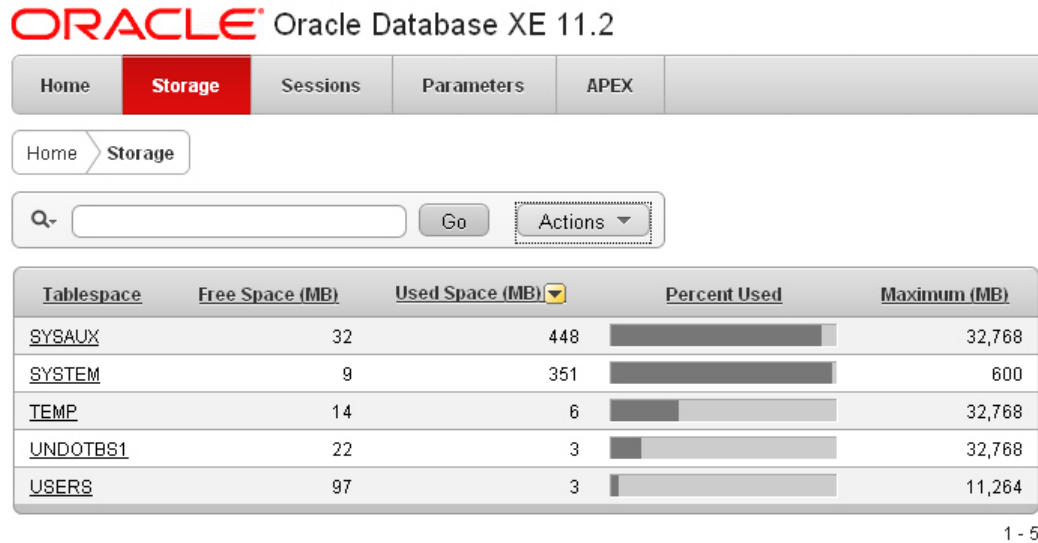 ORACLE Oracle Database XE 11.2
Home Storage Sessions Parameters APEX
Home Storage
Go Actions
Tablespace Free Space (MB) Used Space (MB) Percent Used Maximum (MB)
SYSAUX 32 448 32,768
SYSTEM 9 351 600
TEMP 14 6 32,768
UNDOTBS1 22 3 32,768
USERS 97 3 11,264
1 - 5